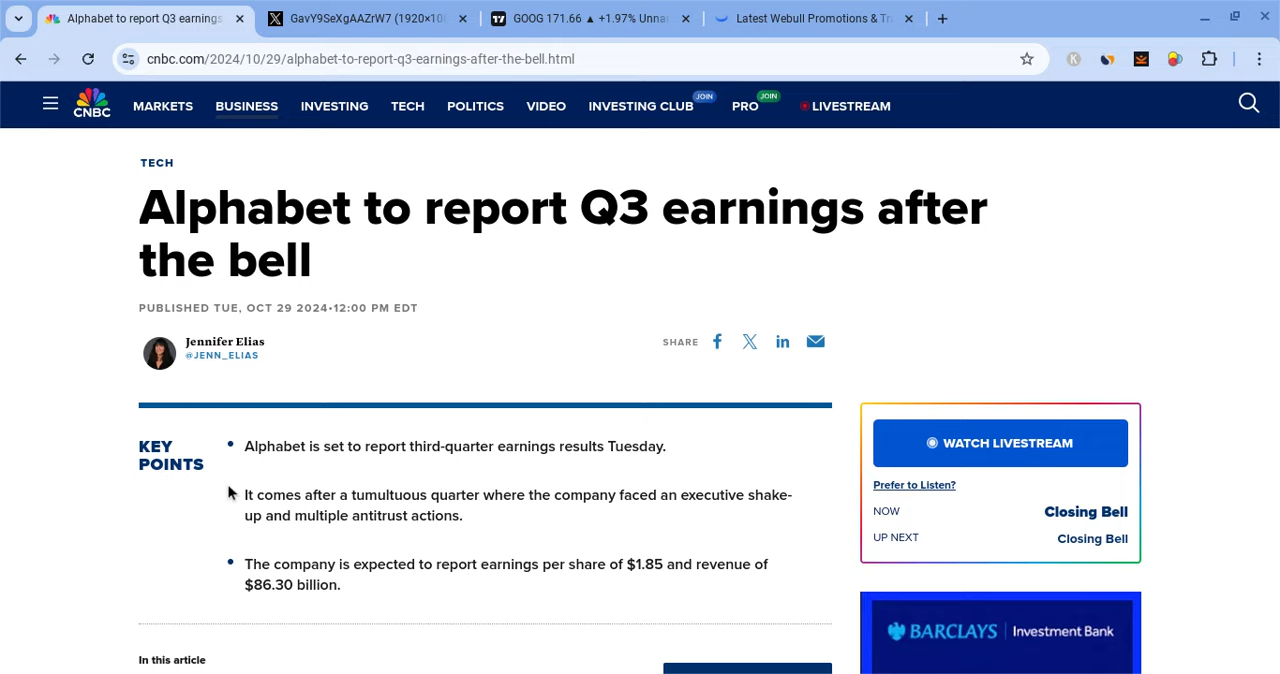 Alphabet to report Q3 earnings
GavY9SeXgAAZrW7 (1920×10
GOOG 171.66 ▲ +1.97% Unna
Latest Webull Promotions & Tr
cnbc.com/2024/10/29/alphabet-to-report-q3-earnings-after-the-bell.html
K
CNBC
MARKETS BUSINESS INVESTING TECH POLITICS VIDEO INVESTING CLUB JOIN PRO JOIN LIVESTREAM
TECH
Alphabet to report Q3 earnings after
the bell
PUBLISHED TUE, OCT 29 2024•12:00 PM EDT
Jennifer Elias
@JENN_ELIAS
SHARE
KEY
POINTS
Alphabet is set to report third-quarter earnings results Tuesday.
It comes after a tumultuous quarter where the company faced an executive shake-
up and multiple antitrust actions.
The company is expected to report earnings per share of $1.85 and revenue of
$86.30 billion.
In this article
WATCH LIVESTREAM
Prefer to Listen?
NOW Closing Bell
UP NEXT Closing Bell
BARCLAYS Investment Bank